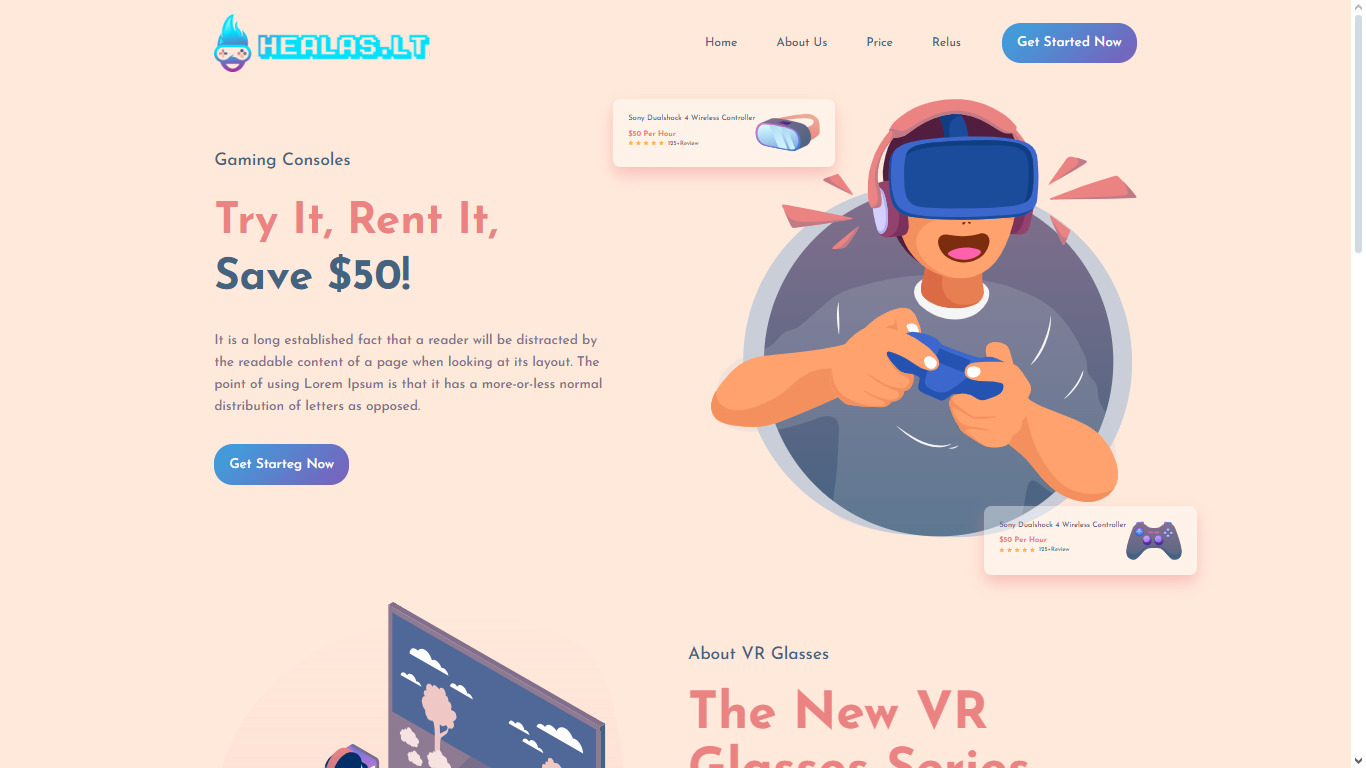 HEALAS.LT
Home
About Us
Price
Relus
Get Started Now
Sony Dualshock 4 Wireless Controller
$50 Per Hour
125+Review
Gaming Consoles
Try It, Rent It,
Save $50!
It is a long established fact that a reader will be distracted by
the readable content of a page when looking at its layout. The
point of using Lorem Ipsum is that it has a more-or-less normal
distribution of letters as opposed.
Get Starteg Now
Sony Dualshock 4 Wireless Controller
$50 Per Hour
125+Review
About VR Glasses
The New VR
Glasses Series